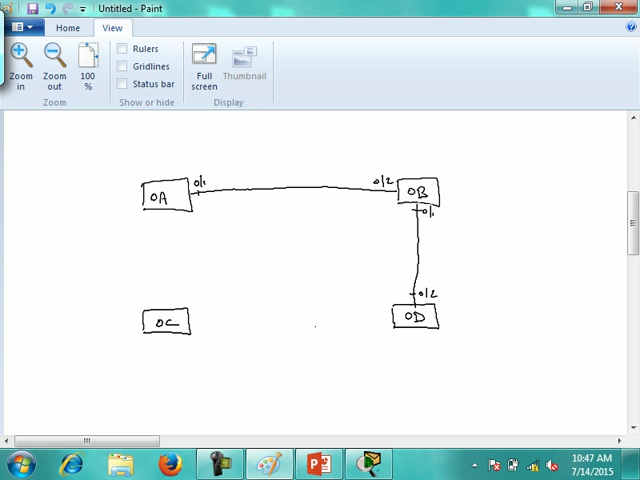 Untitled - Paint
Home
View
Zoom in
Zoom out
100 %
Rulers
Gridlines
Status bar
Full screen
Thumbnail
Zoom
Show or hide
Display
0A
0/1
0/2
0B
0/1
0/2
0C
0D
10:47 AM
7/14/2015